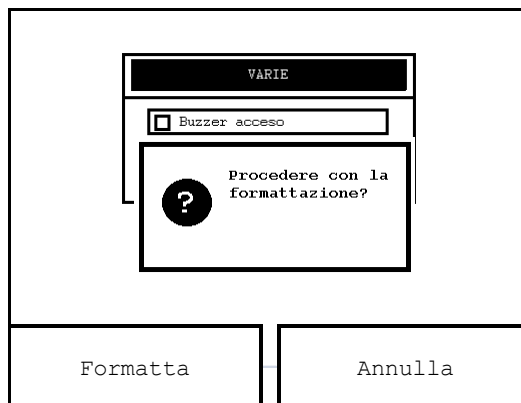 VARIE
Buzzer acceso
Procedere con la
formattazione?
?
Formatta
Annulla